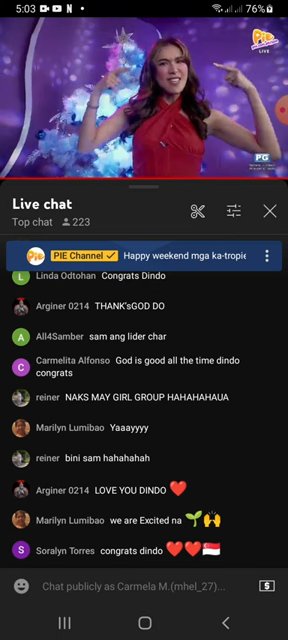 5:03
76%
Pie
LIVE
PG
Live chat
Top chat 223
PIE Channel Happy weekend mga ka-tropie
Linda Odtohan Congrats Dindo
Arginer 0214 THANK'sGOD DO
All4Samber sam ang lider char
Carmelita Alfonso God is good all the time dindo
congrats
reiner NAKS MAY GIRL GROUP HAHAHAHAUA
Marilyn Lumibao Yaaayyyy
reiner bini sam hahahahah
Arginer 0214 LOVE YOU DINDO ❤️
Marilyn Lumibao we are Excited na 🌱🙌
Soralyn Torres congrats dindo ❤️❤️🇮🇩
Chat publicly as Carmela M.(mhel_27)...